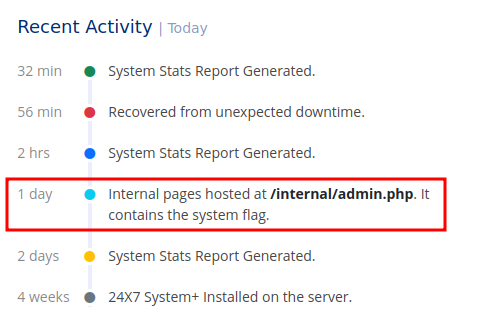 Recent Activity | Today
32 min System Stats Report Generated.
56 min Recovered from unexpected downtime.
2 hrs System Stats Report Generated.
1 day Internal pages hosted at /internal/admin.php. It
contains the system flag.
2 days System Stats Report Generated.
4 weeks 24X7 System+ Installed on the server.